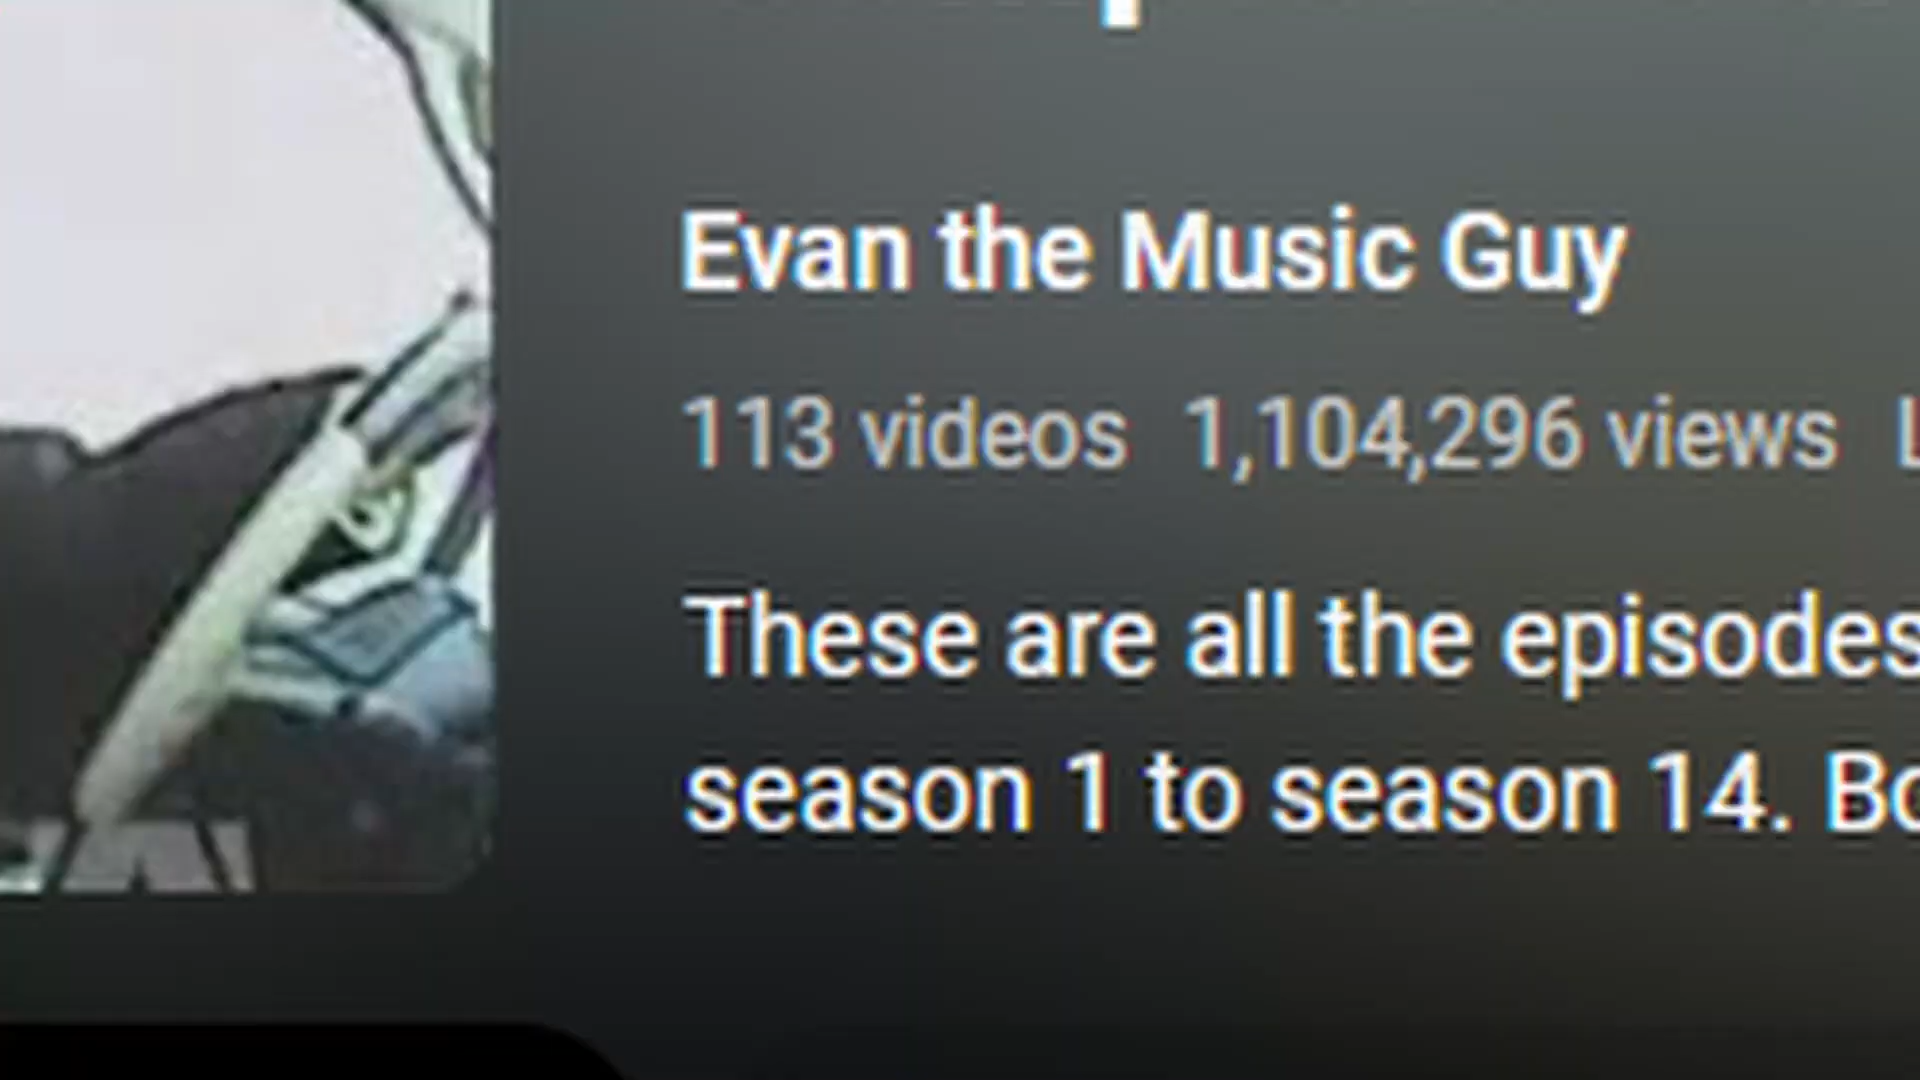 Evan the Music Guy
113 videos 1,104,296 views
These are all the episodes
season 1 to season 14.